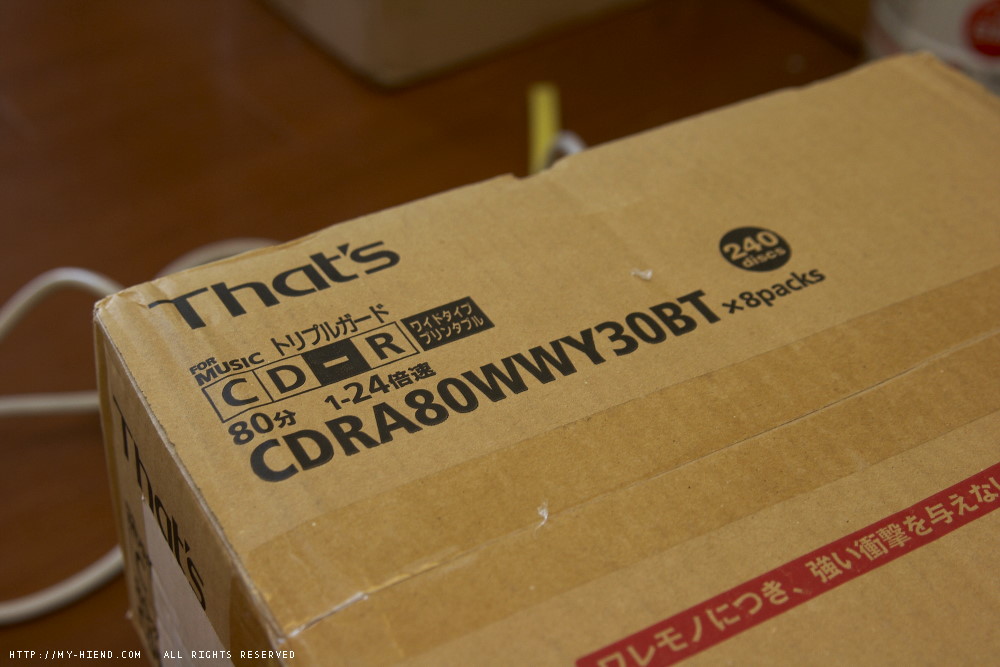 That's
FOR MUSIC トリプルガード
CD-R ワイドタイプ プリンタブル
80分 1-24倍速
CDRA80WWY30BT ×8packs
240 discs
ワレモノにつき、強い衝撃を与えない
That's
HTTP://MY-HIEND.COM ALL RIGHTS RESERVED